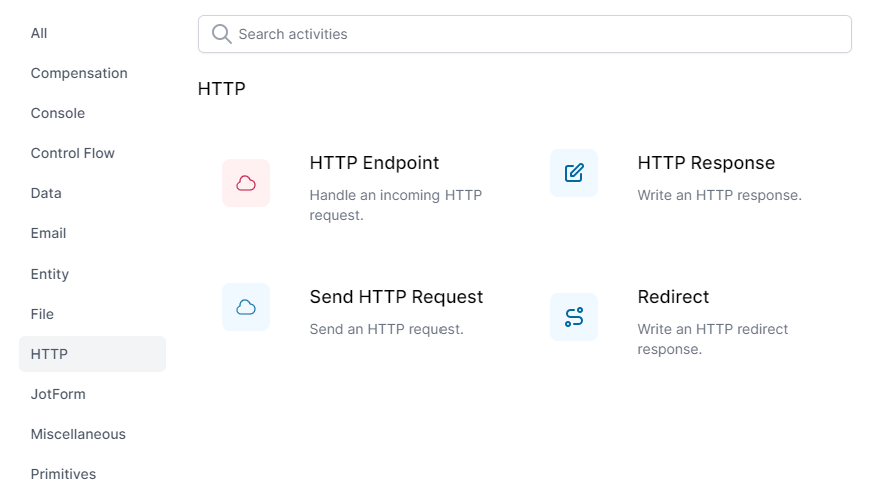 All
Compensation
Console
Control Flow
Data
Email
Entity
File
HTTP
JotForm
Miscellaneous
Primitives
Search activities
HTTP
HTTP Endpoint
Handle an incoming HTTP
request.
HTTP Response
Write an HTTP response.
Send HTTP Request
Send an HTTP request.
Redirect
Write an HTTP redirect
response.